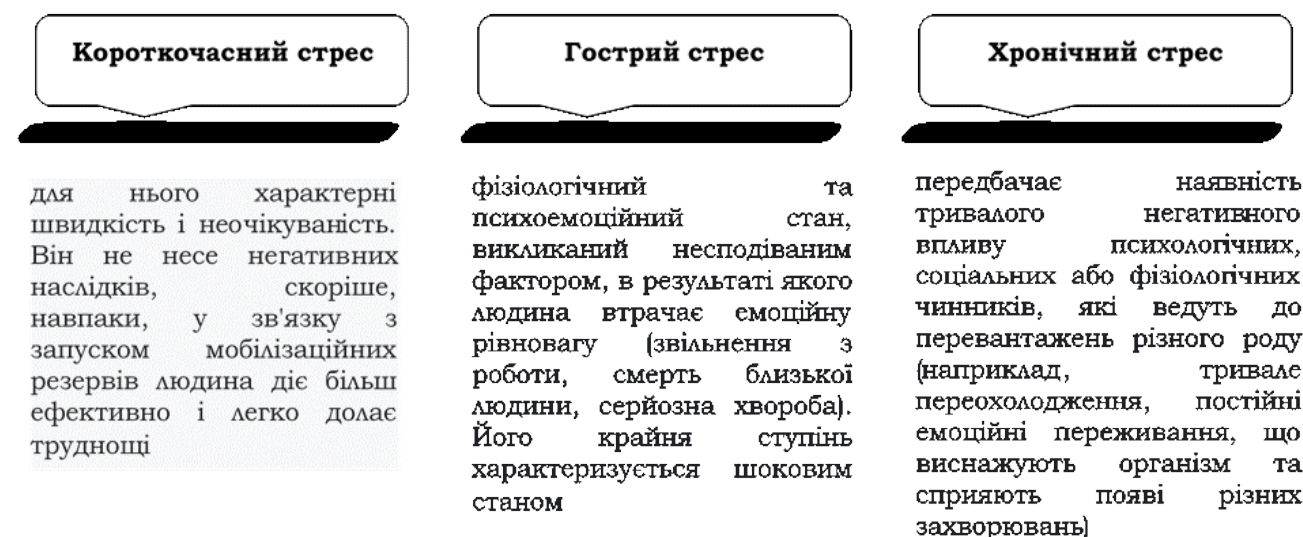 Короткочасний стрес
для нього характерні
швидкість і неочікуваність.
Він не несе негативних
наслідків, скоріше,
навпаки, у зв'язку з
запуском мобілізаційних
резервів людина діє більш
ефективно і легко долає
труднощі
Гострий стрес
фізіологічний та
психоемоційний стан,
викликаний несподіваним
фактором, в результаті якого
людина втрачає емоційну
рівновагу (звільнення з
роботи, смерть близької
людини, серйозна хвороба).
Його крайня ступінь
характеризується шоковим
станом
Хронічний стрес
передбачає наявність
тривалого негативного
впливу психологічних,
соціальних або фізіологічних
чинників, які ведуть до
перевантажень різного роду
(наприклад, тривале
переохолодження, постійні
емоційні переживання, що
виснажують організм та
сприяють появі різних
захворювань)